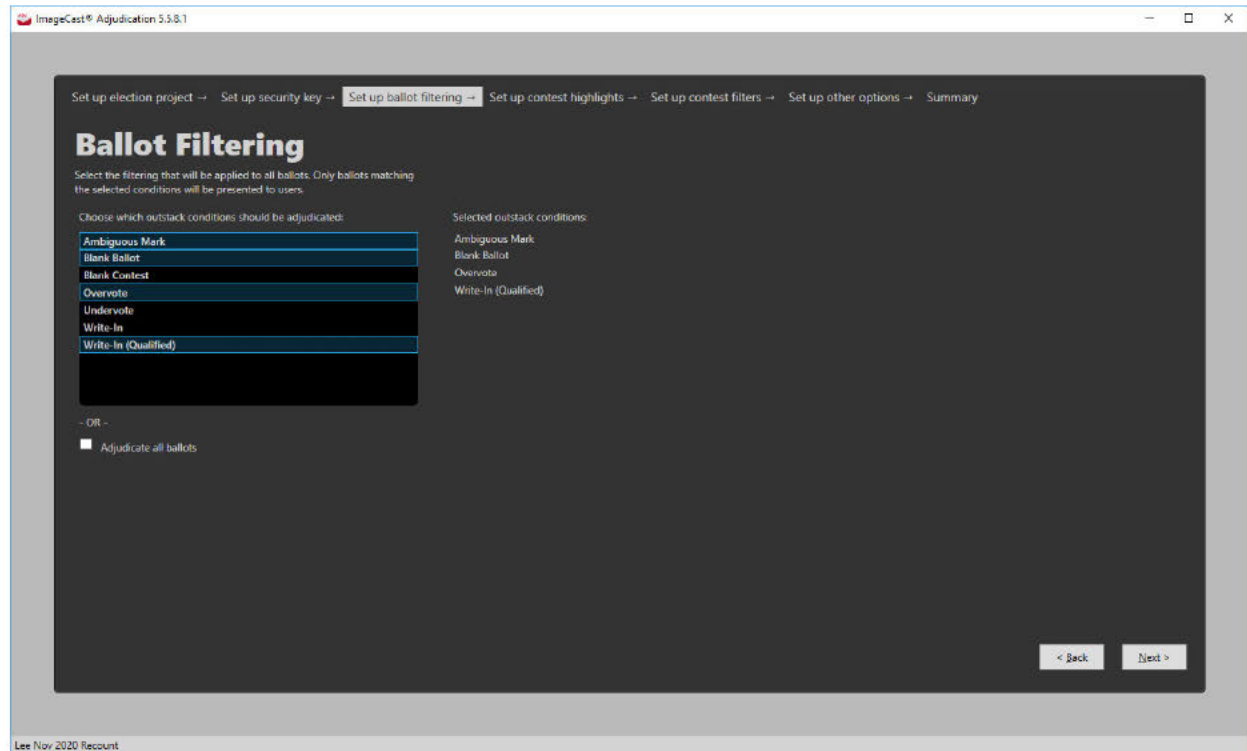 ImageCast® Adjudication 5.5.8.1
Set up election project → Set up security key → Set up ballot filtering → Set up contest highlights → Set up contest filters → Set up other options → Summary
Ballot Filtering
Select the filtering that will be applied to all ballots. Only ballots matching
the selected conditions will be presented to users.
Choose which outstack conditions should be adjudicated:
Ambiguous Mark
Blank Ballot
Blank Contest
Overvote
Undervote
Write-In
Write-In (Qualified)
- OR -
Adjudicate all ballots
Selected outstack conditions:
Ambiguous Mark
Blank Ballot
Overvote
Write-In (Qualified)
< Back Next >
Lee Nov 2020 Recount